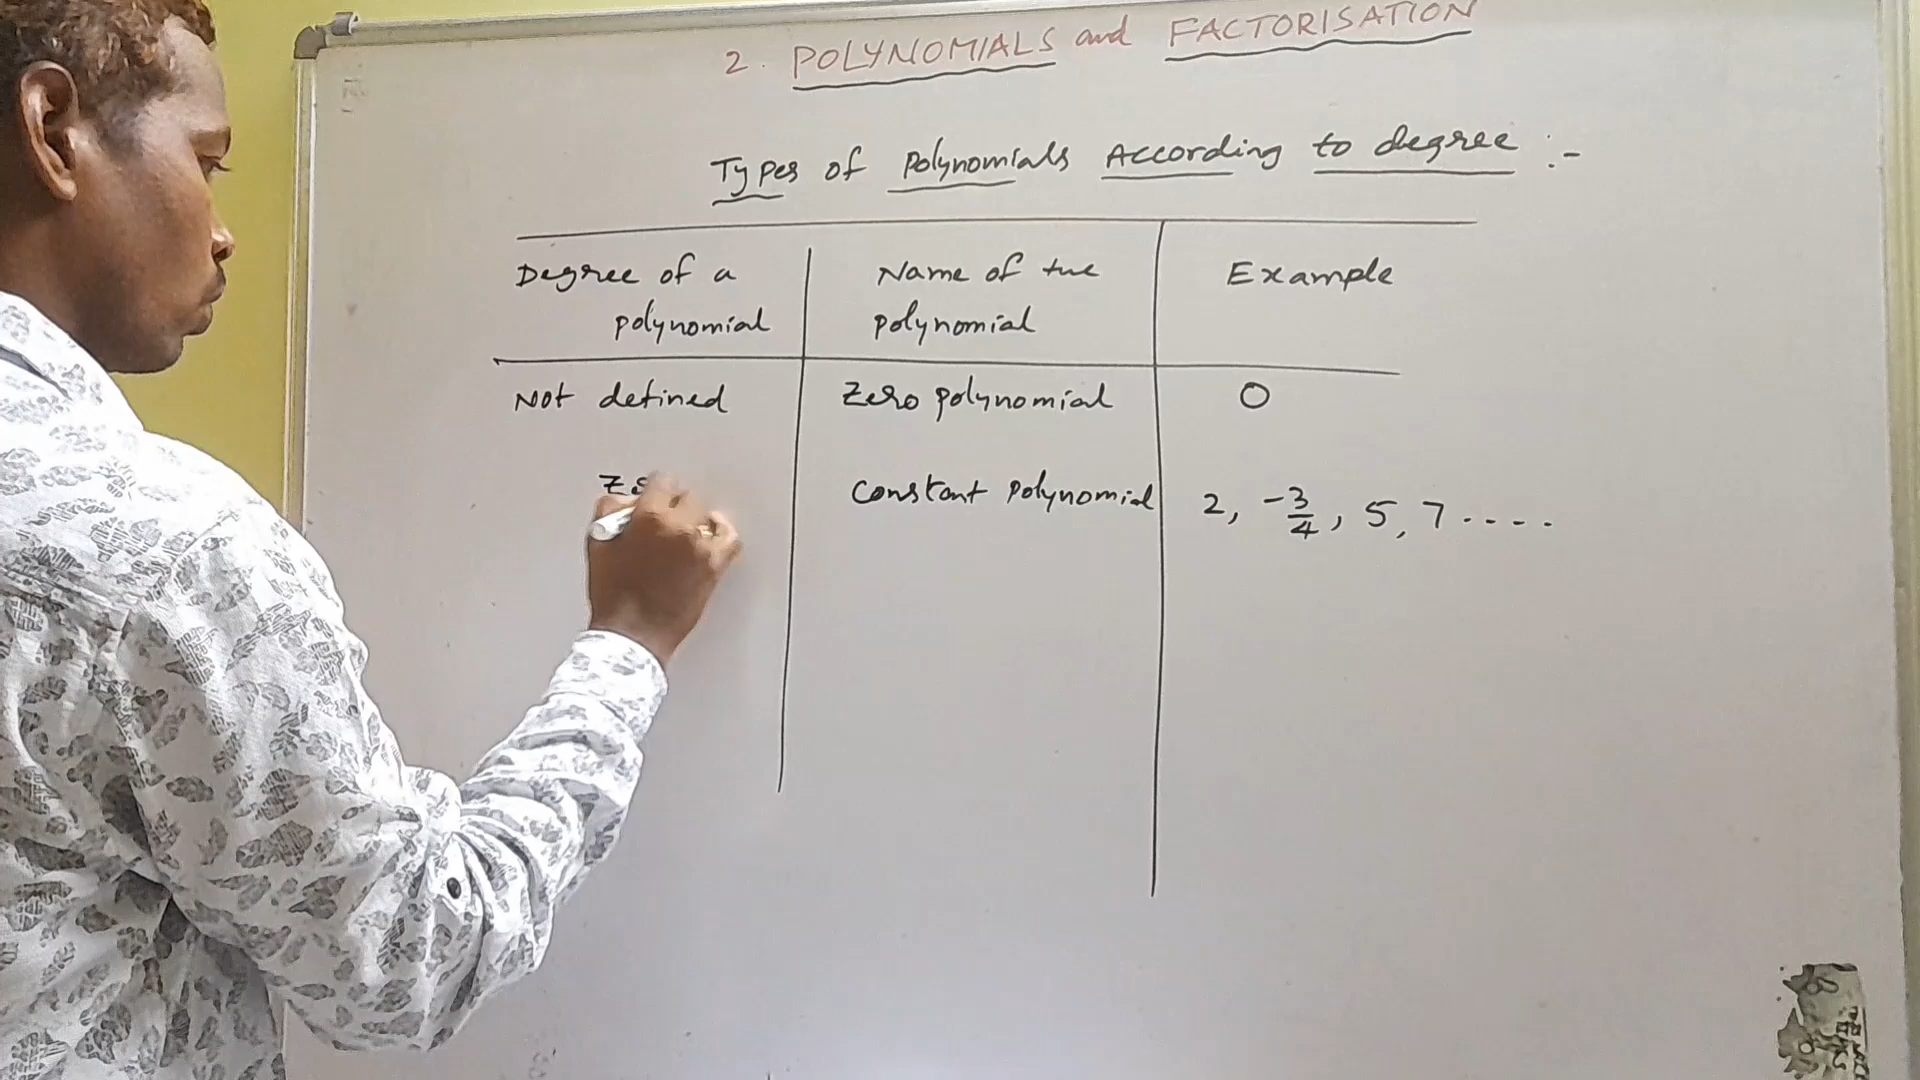 2. POLYNOMIALS and FACTORISATION
Types of Polynomials According to degree :-
Degree of a polynomial
Name of the polynomial
Example
Not defined
Zero polynomial
0
Constant Polynomial
2, -3/4, 5, 7 ....